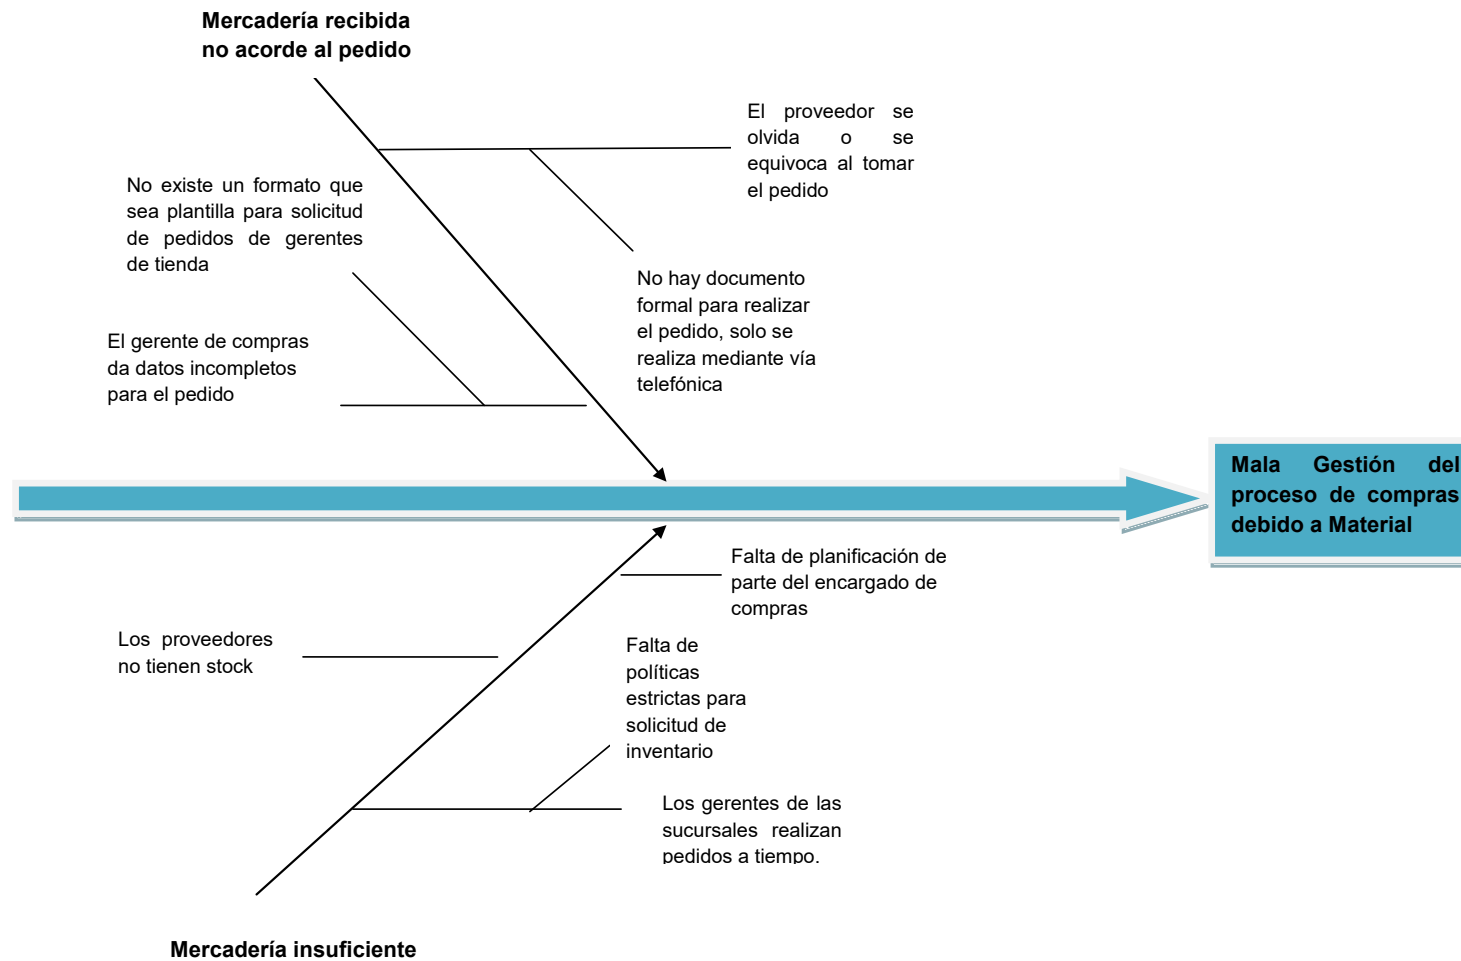 Mercadería recibida
no acorde al pedido
El proveedor se
olvida o se
equivoca al tomar
el pedido
No existe un formato que
sea plantilla para solicitud
de pedidos de gerentes
de tienda
No hay documento
formal para realizar
el pedido, solo se
realiza mediante vía
telefónica
El gerente de compras
da datos incompletos
para el pedido
Mala Gestión del
proceso de compras
debido a Material
Falta de planificación de
parte del encargado de
compras
Los proveedores
no tienen stock
Falta de
políticas
estrictas para
solicitud de
inventario
Los gerentes de las
sucursales realizan
pedidos a tiempo.
Mercadería insuficiente